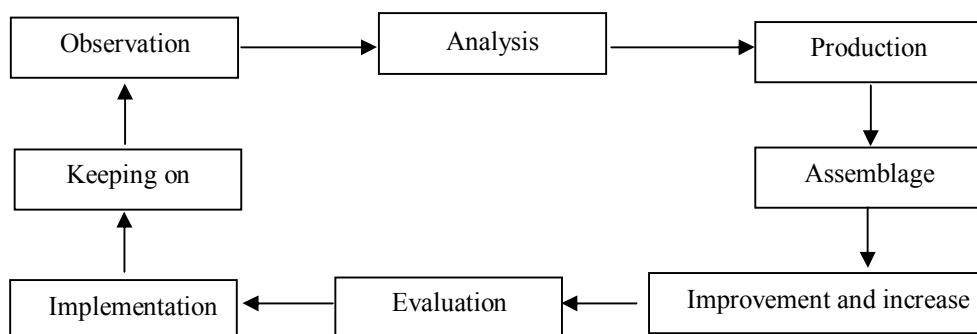 Observation
Analysis
Production
Keeping on
Assemblage
Implementation
Evaluation
Improvement and increase